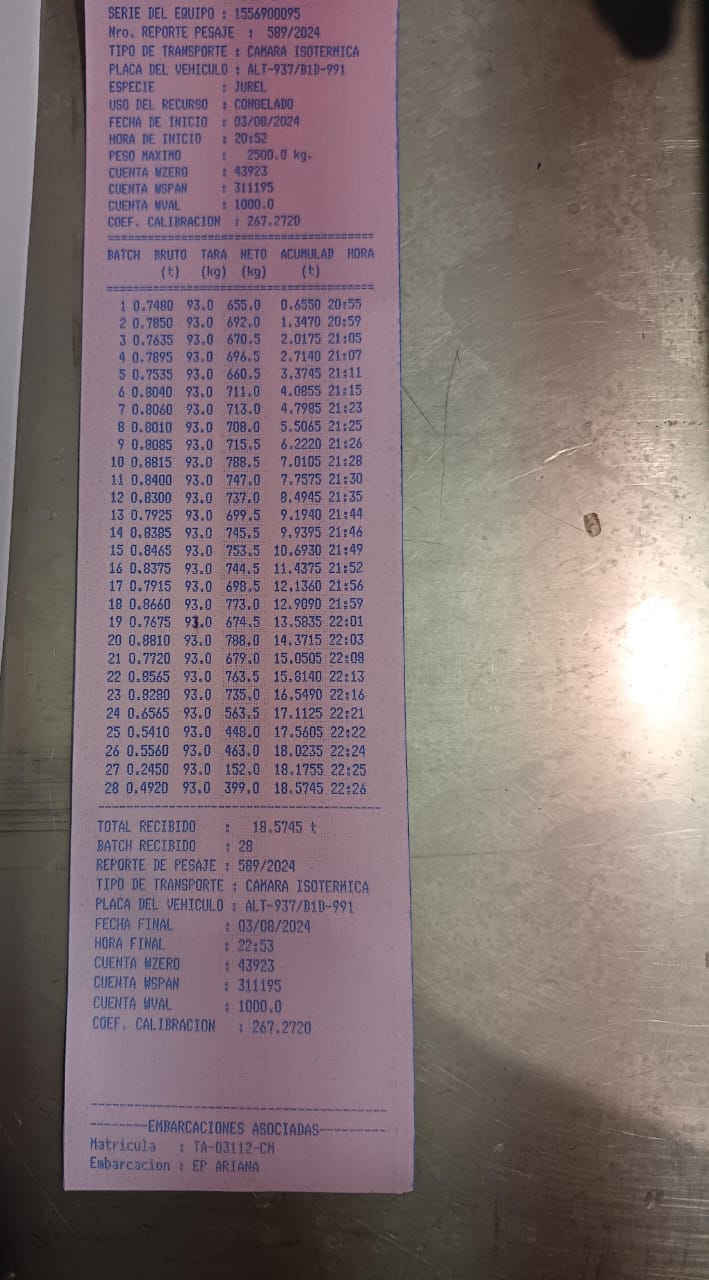 SERIE DEL EQUIPO : 1556900095
Nro. REPORTE PESAJE : 589/2024
TIPO DE TRANSPORTE : CAMARA ISOTERMICA
PLACA DEL VEHICULO : ALT-937/B1D-991
ESPECIE : JUREL
USO DEL RECURSO : CONGELADO
FECHA DE INICIO : 03/08/2024
HORA DE INICIO : 20:52
PESO MAXIMO : 2500.0 kg.
CUENTA WZERO : 43923
CUENTA WSPAN : 311195
CUENTA WVAL : 1000.0
COEF. CALIBRACION : 267.2720
==========================================
BATCH BRUTO TARA NETO ACUMULAD HORA
(t) (kg) (kg) (t)
==========================================
1 0.7480 93.0 655.0 0.6550 20:55
2 0.7850 93.0 692.0 1.3470 20:59
3 0.7635 93.0 670.5 2.0175 21:05
4 0.7895 93.0 696.5 2.7140 21:07
5 0.7535 93.0 660.5 3.3745 21:11
6 0.8040 93.0 711.0 4.0855 21:15
7 0.8060 93.0 713.0 4.7985 21:23
8 0.8010 93.0 708.0 5.5065 21:25
9 0.8085 93.0 715.5 6.2220 21:26
10 0.8815 93.0 788.5 7.0105 21:28
11 0.8400 93.0 747.0 7.7575 21:30
12 0.8300 93.0 737.0 8.4945 21:35
13 0.7925 93.0 699.5 9.1940 21:44
14 0.8385 93.0 745.5 9.9395 21:46
15 0.8465 93.0 753.5 10.6930 21:49
16 0.8375 93.0 744.5 11.4375 21:52
17 0.7915 93.0 698.5 12.1360 21:56
18 0.8660 93.0 773.0 12.9090 21:59
19 0.7675 93.0 674.5 13.5835 22:01
20 0.8810 93.0 788.0 14.3715 22:03
21 0.7720 93.0 679.0 15.0505 22:08
22 0.8565 93.0 763.5 15.8140 22:13
23 0.8280 93.0 735.0 16.5490 22:16
24 0.6565 93.0 563.5 17.1125 22:21
25 0.5410 93.0 448.0 17.5605 22:22
26 0.5560 93.0 463.0 18.0235 22:24
27 0.2450 93.0 152.0 18.1755 22:25
28 0.4920 93.0 399.0 18.5745 22:26
------------------------------------------
TOTAL RECIBIDO : 18.5745 t
BATCH RECIBIDO : 28
REPORTE DE PESAJE : 589/2024
TIPO DE TRANSPORTE : CAMARA ISOTERMICA
PLACA DEL VEHICULO : ALT-937/B1D-991
FECHA FINAL : 03/08/2024
HORA FINAL : 22:53
CUENTA WZERO : 43923
CUENTA WSPAN : 311195
CUENTA WVAL : 1000.0
COEF. CALIBRACION : 267.2720
------------------------------------------
--------EMBARCACIONES ASOCIADAS---------
Matricula : TA-03112-CM
Embarcacion : EP ARIANA